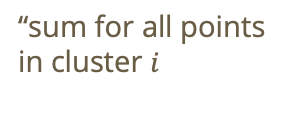 “sum for all points
in cluster i